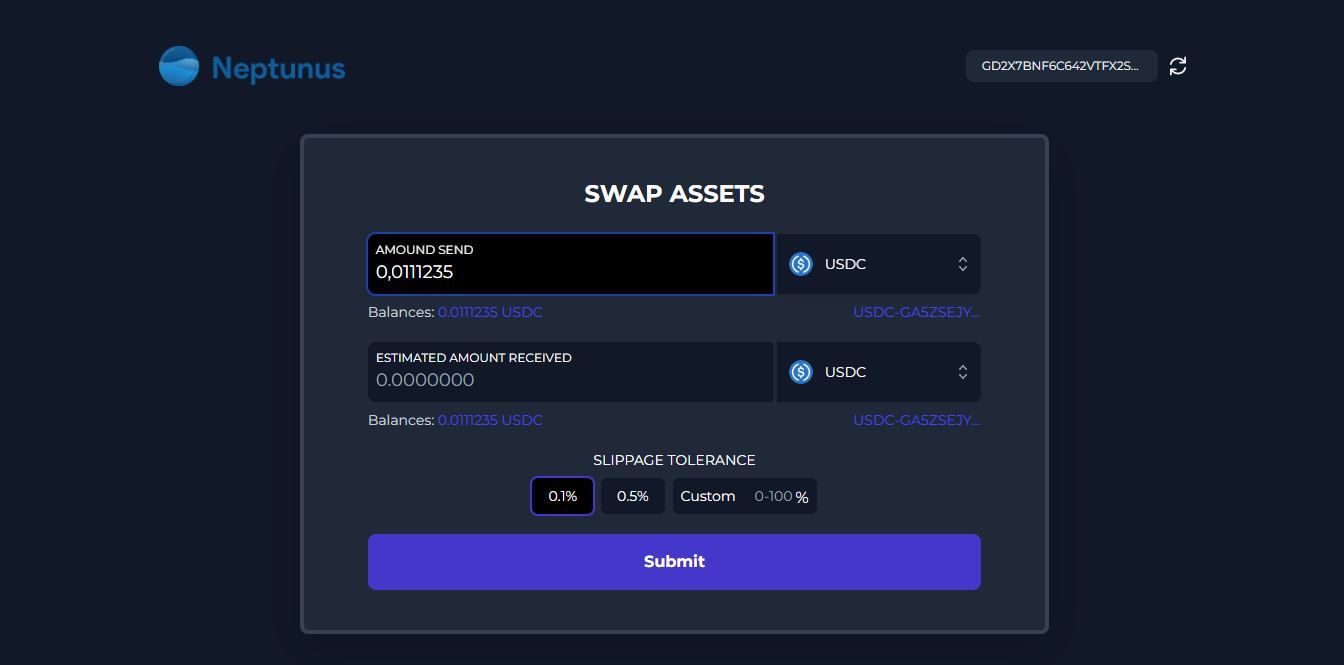 Neptunus
GD2X7BNF6C642VTFX2S...
SWAP ASSETS
AMOUND SEND
0,0111235
USDC
Balances: 0.0111235 USDC
USDC-GA5ZSEJY...
ESTIMATED AMOUNT RECEIVED
0.0000000
USDC
Balances: 0.0111235 USDC
USDC-GA5ZSEJY...
SLIPPAGE TOLERANCE
0.1% 0.5% Custom 0-100 %
Submit